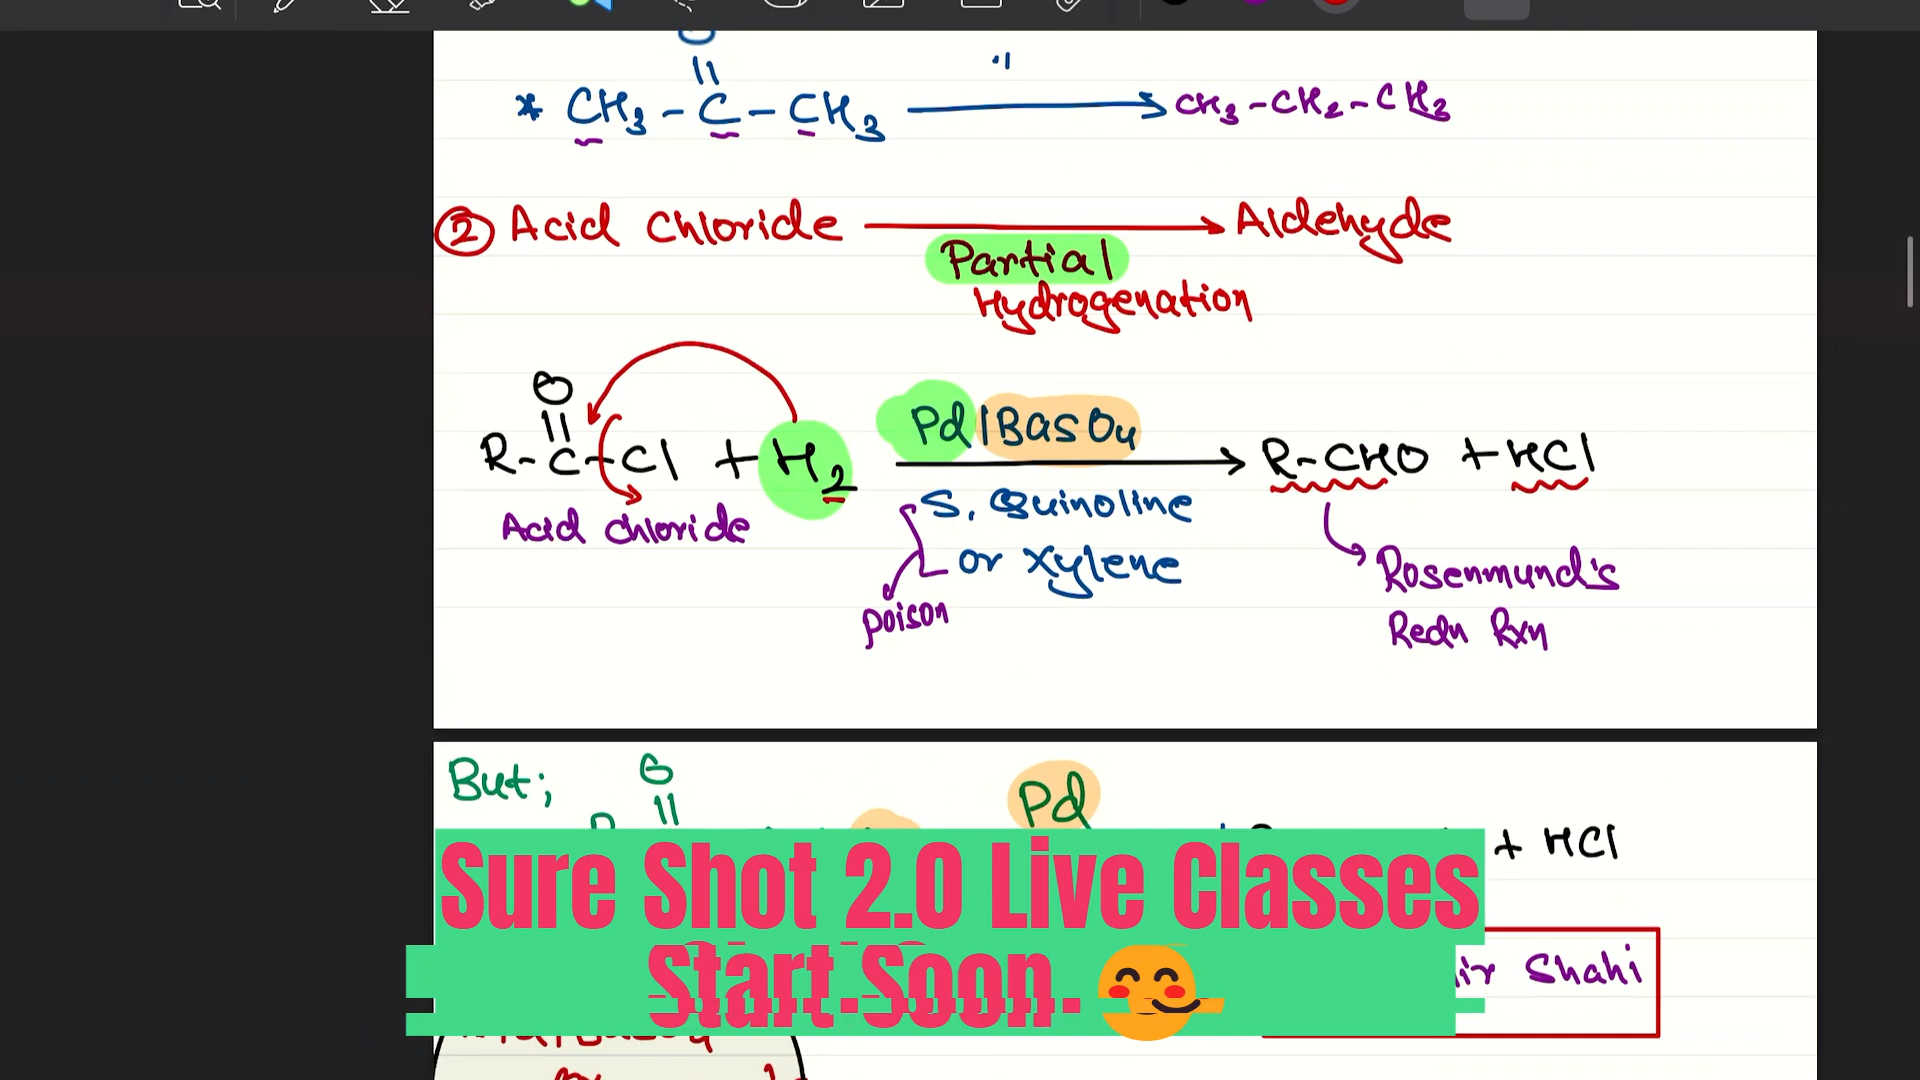 O
* CH₃ - C - CH₃ ⟶ CH₃ - CH₂ - CH₃
② Acid chloride ⟶ Aldehyde
Partial
Hydrogenation
O
R - C - Cl + H₂ Pd | BaSO₄ ⟶ R-CHO + HCl
Acid chloride
S, Quinoline
or xylene
poison
Rosenmund's
Redn Rxn
But;
O
Pd
+ HCl
Sure Shot 2.0 Live Classes
Start Soon. 😊
Shahi